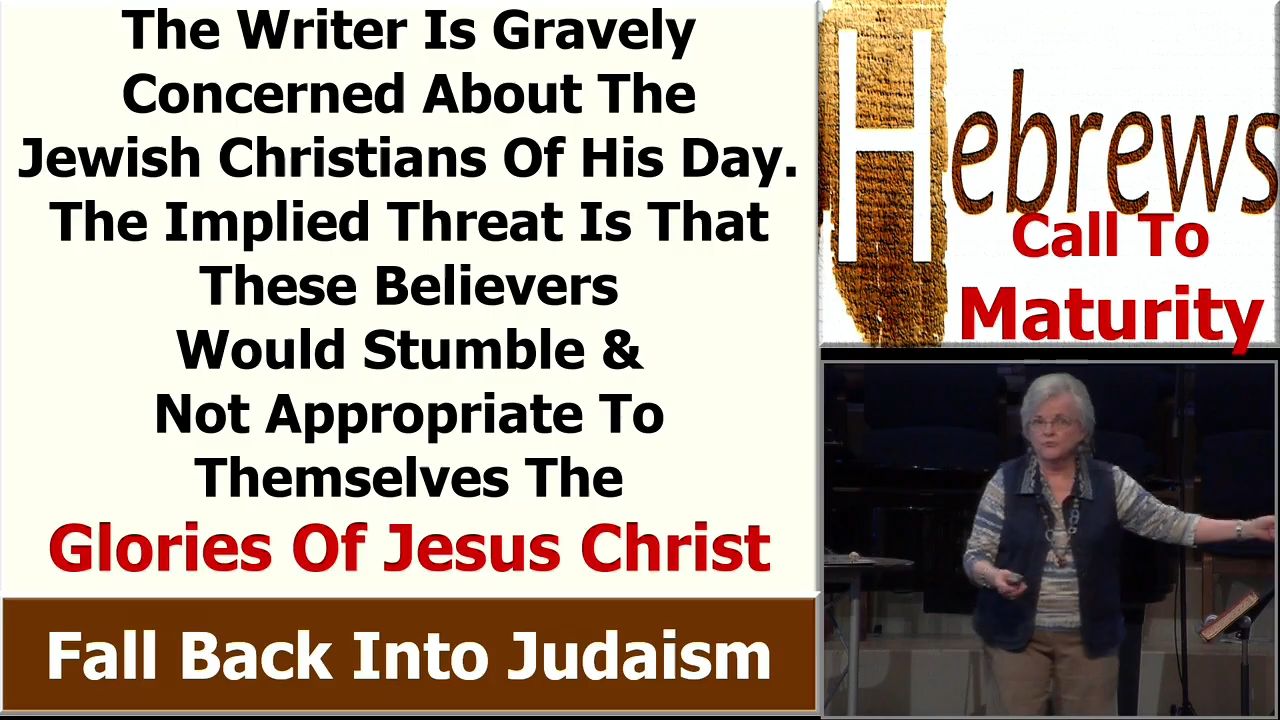 The Writer Is Gravely
Concerned About The
Jewish Christians Of His Day.
The Implied Threat Is That
These Believers
Would Stumble &
Not Appropriate To
Themselves The
Glories Of Jesus Christ
Fall Back Into Judaism
Hebrews
Call To
Maturity